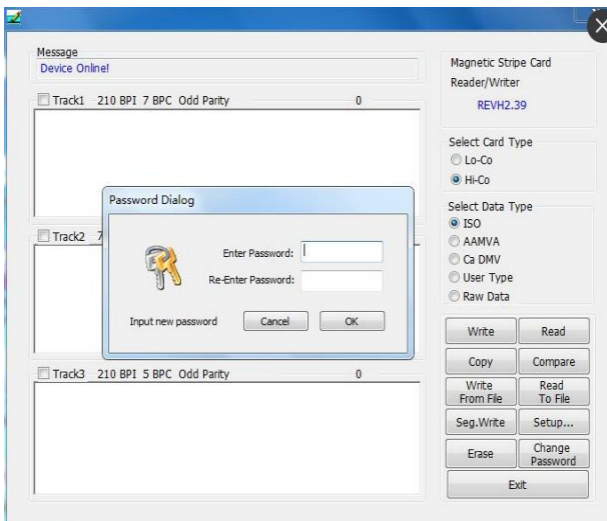 Message
Device Online!
Track1 210 BPI 7 BPC Odd Parity 0
Password Dialog
Enter Password:
Re-Enter Password:
Input new password Cancel OK
Track2 7
Track3 210 BPI 5 BPC Odd Parity 0
Magnetic Stripe Card
Reader/Writer
REVH2.39
Select Card Type
Lo-Co
Hi-Co
Select Data Type
ISO
AAMVA
Ca DMV
User Type
Raw Data
Write Read
Copy Compare
Write
From File
Read
To File
Seg.Write Setup...
Erase
Change
Password
Exit